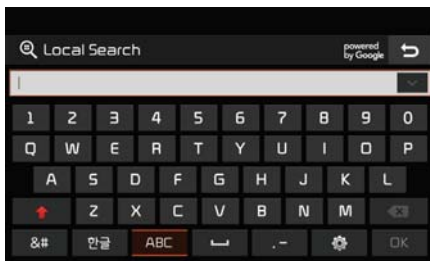 Local Search
powered
by Google
1 2 3 4 5 6 7 8 9 0
Q W E R T Y U I O P
A S D F G H J K L
Z X C V B N M
&# 한글 ABC .- OK